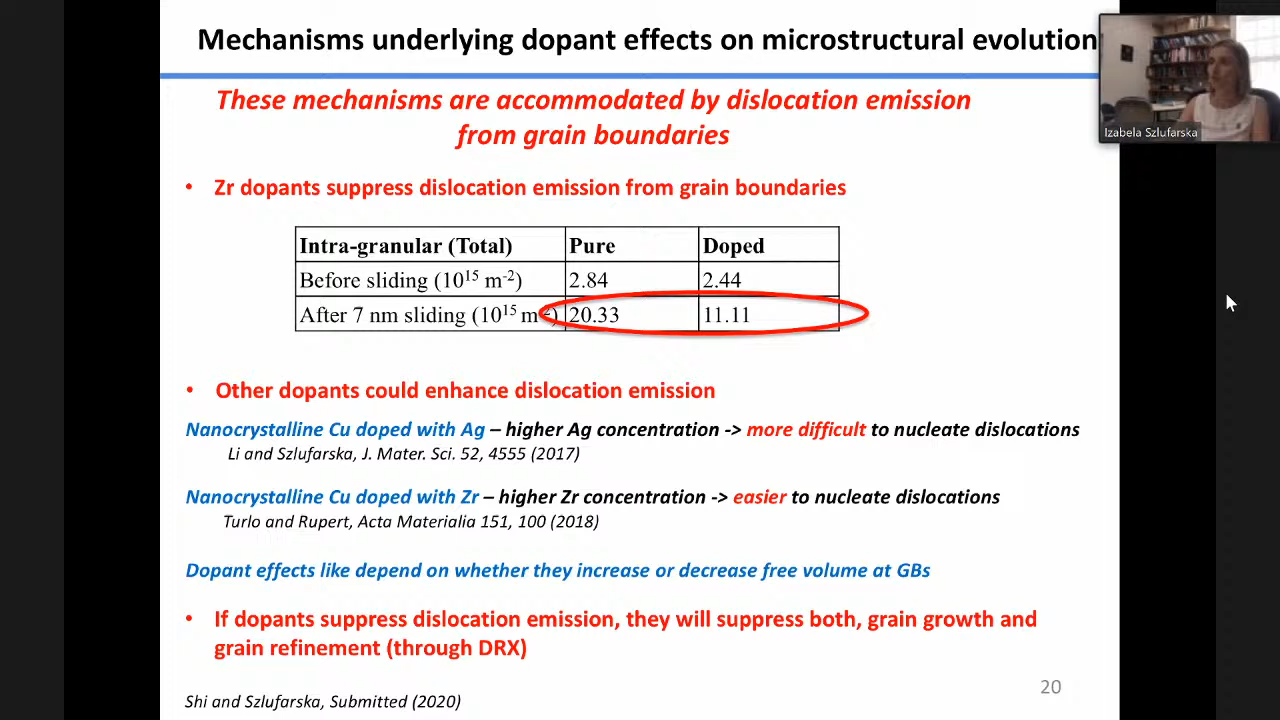 Mechanisms underlying dopant effects on microstructural evolution
Izabela Szlufarska
These mechanisms are accommodated by dislocation emission
from grain boundaries
• Zr dopants suppress dislocation emission from grain boundaries
Intra-granular (Total) Pure Doped
Before sliding (10¹⁵ m⁻²) 2.84 2.44
After 7 nm sliding (10¹⁵ m⁻²) 20.33 11.11
• Other dopants could enhance dislocation emission
Nanocrystalline Cu doped with Ag – higher Ag concentration -> more difficult to nucleate dislocations
Li and Szlufarska, J. Mater. Sci. 52, 4555 (2017)
Nanocrystalline Cu doped with Zr – higher Zr concentration -> easier to nucleate dislocations
Turlo and Rupert, Acta Materialia 151, 100 (2018)
Dopant effects like depend on whether they increase or decrease free volume at GBs
• If dopants suppress dislocation emission, they will suppress both, grain growth and
grain refinement (through DRX)
Shi and Szlufarska, Submitted (2020)
20